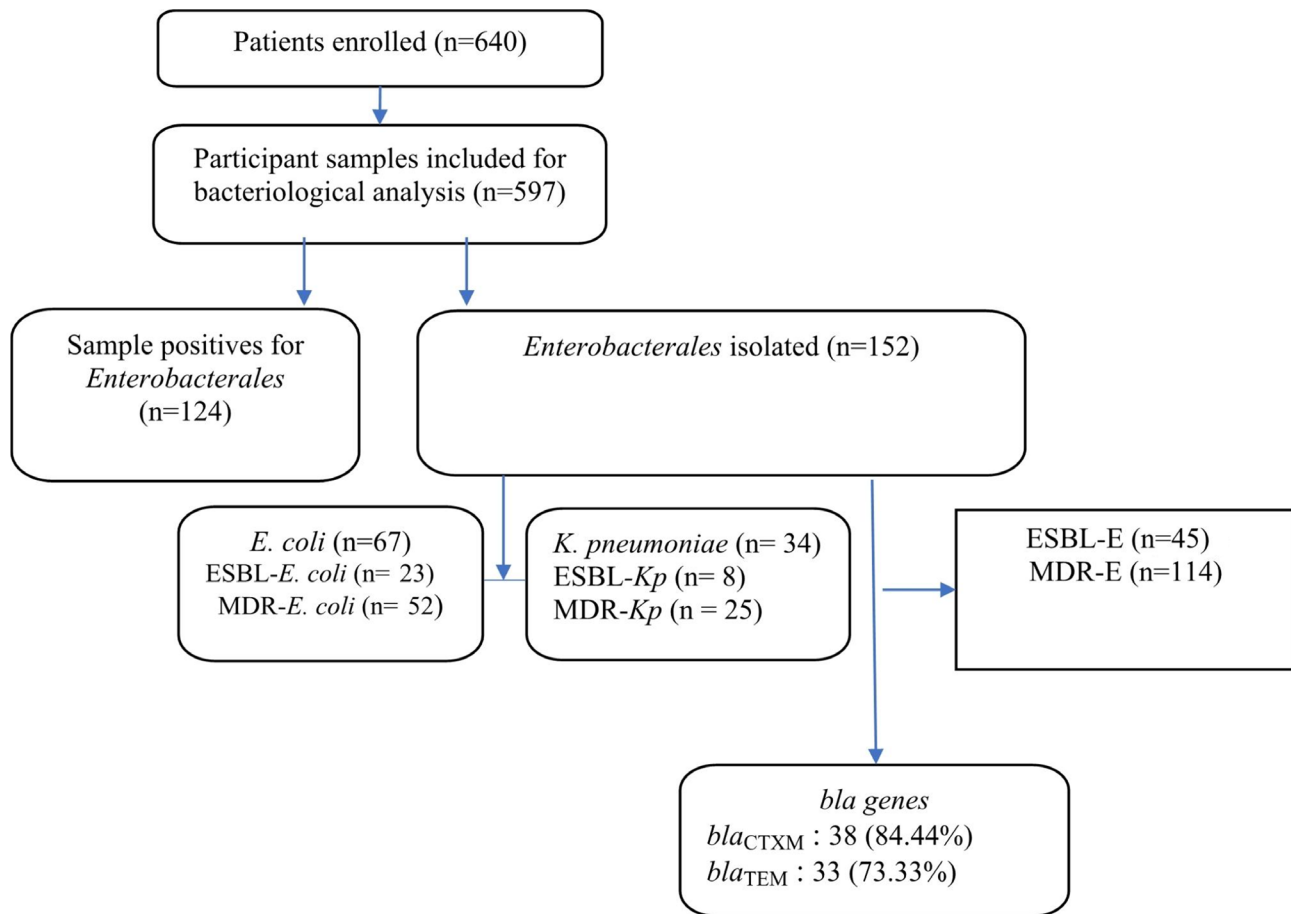 Patients enrolled (n=640)
Participant samples included for
bacteriological analysis (n=597)
Sample positives for
Enterobacterales
(n=124)
Enterobacterales isolated (n=152)
E. coli (n=67)
ESBL-E. coli (n= 23)
MDR-E. coli (n= 52)
K. pneumoniae (n= 34)
ESBL-Kp (n= 8)
MDR-Kp (n = 25)
ESBL-E (n=45)
MDR-E (n=114)
bla genes
blaCTXM : 38 (84.44%)
blaTEM : 33 (73.33%)